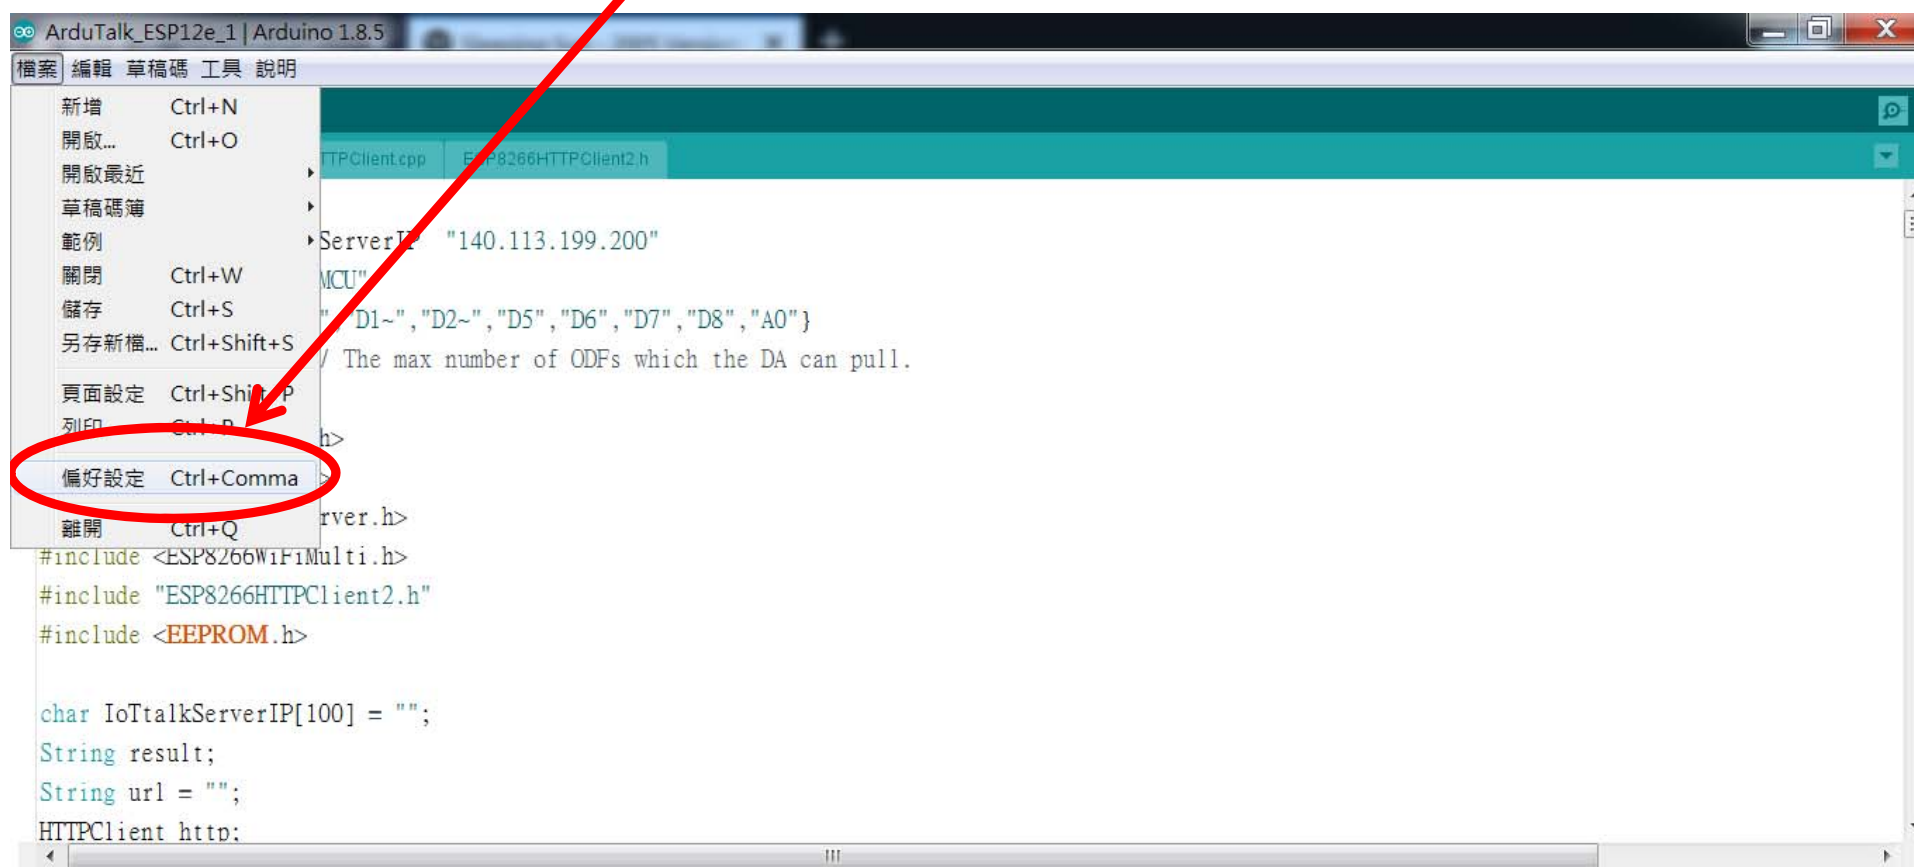 ArduTalk_ESP12e_1 | Arduino 1.8.5
檔案 編輯 草稿碼 工具 說明
新增 Ctrl+N
開啟... Ctrl+O
開啟最近
草稿碼簿
範例
關閉 Ctrl+W
儲存 Ctrl+S
另存新檔... Ctrl+Shift+S
頁面設定 Ctrl+Shift+P
列印
偏好設定 Ctrl+Comma
離開 Ctrl+Q
TTPClient.cpp ESP8266HTTPClient2.h
ServerIP "140.113.199.200"
MCU"
","D1~","D2~","D5","D6","D7","D8","A0"}
/ The max number of ODFs which the DA can pull.
h>
>
rver.h>
#include <ESP8266WiFiMulti.h>
#include "ESP8266HTTPClient2.h"
#include <EEPROM.h>
char IoTtalkServerIP[100] = "";
String result;
String url = "";
HTTPClient http;